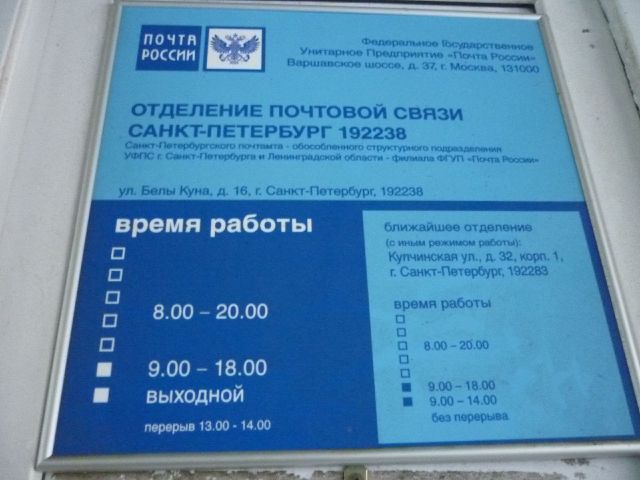 ПОЧТА
РОССИИ
Федеральное Государственное
Унитарное Предприятие «Почта России»
Варшавское шоссе, д. 37, г. Москва, 131000
ОТДЕЛЕНИЕ ПОЧТОВОЙ СВЯЗИ
САНКТ-ПЕТЕРБУРГ 192238
Санкт-Петербургского почтамта - обособленного структурного подразделения
УФПС г. Санкт-Петербурга и Ленинградской области - филиала ФГУП «Почта России»
ул. Белы Куна, д. 16, г. Санкт-Петербург, 192238
время работы
8.00 – 20.00
9.00 – 18.00
выходной
перерыв 13.00 - 14.00
ближайшее отделение
(с иным режимом работы):
Купчинская ул., д. 32, корп. 1,
г. Санкт-Петербург, 192283
время работы
8.00 – 20.00
9.00 – 18.00
9.00 – 14.00
без перерыва